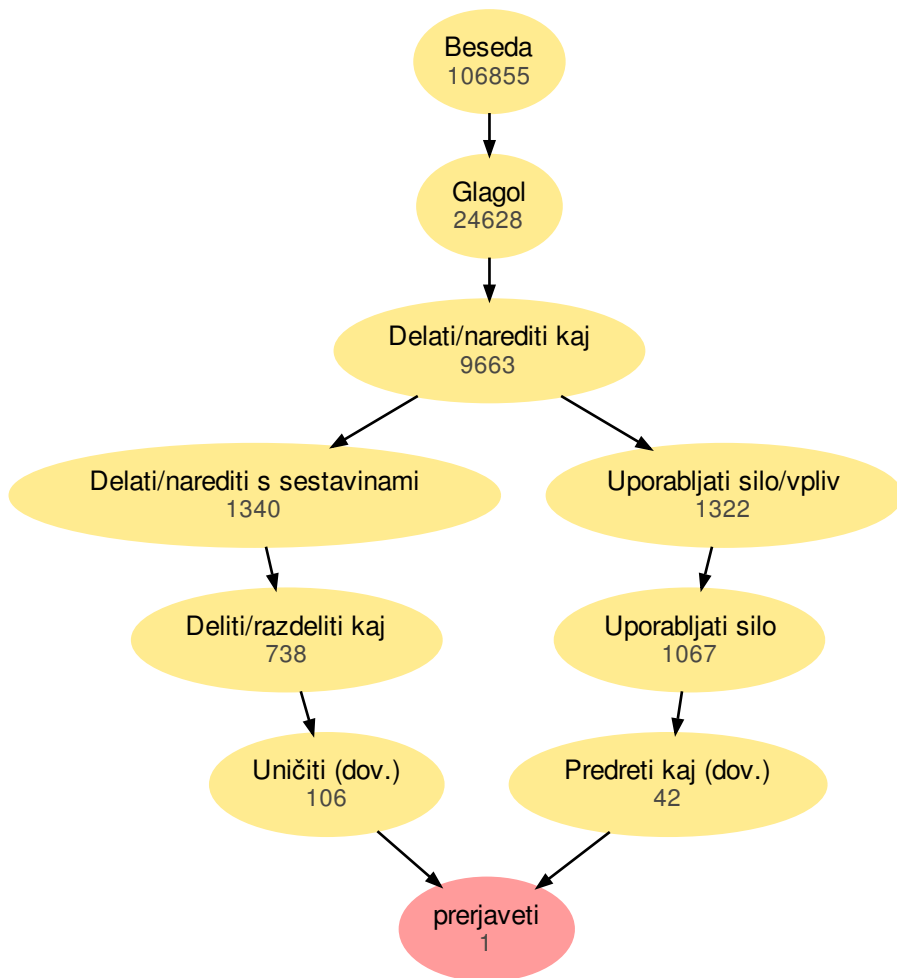 Beseda
106855
Glagol
24628
Delati/narediti kaj
9663
Delati/narediti s sestavinami
1340
Uporabljati silo/vpliv
1322
Deliti/razdeliti kaj
738
Uporabljati silo
1067
Uničiti (dov.)
106
Predreti kaj (dov.)
42
prerjaveti
1